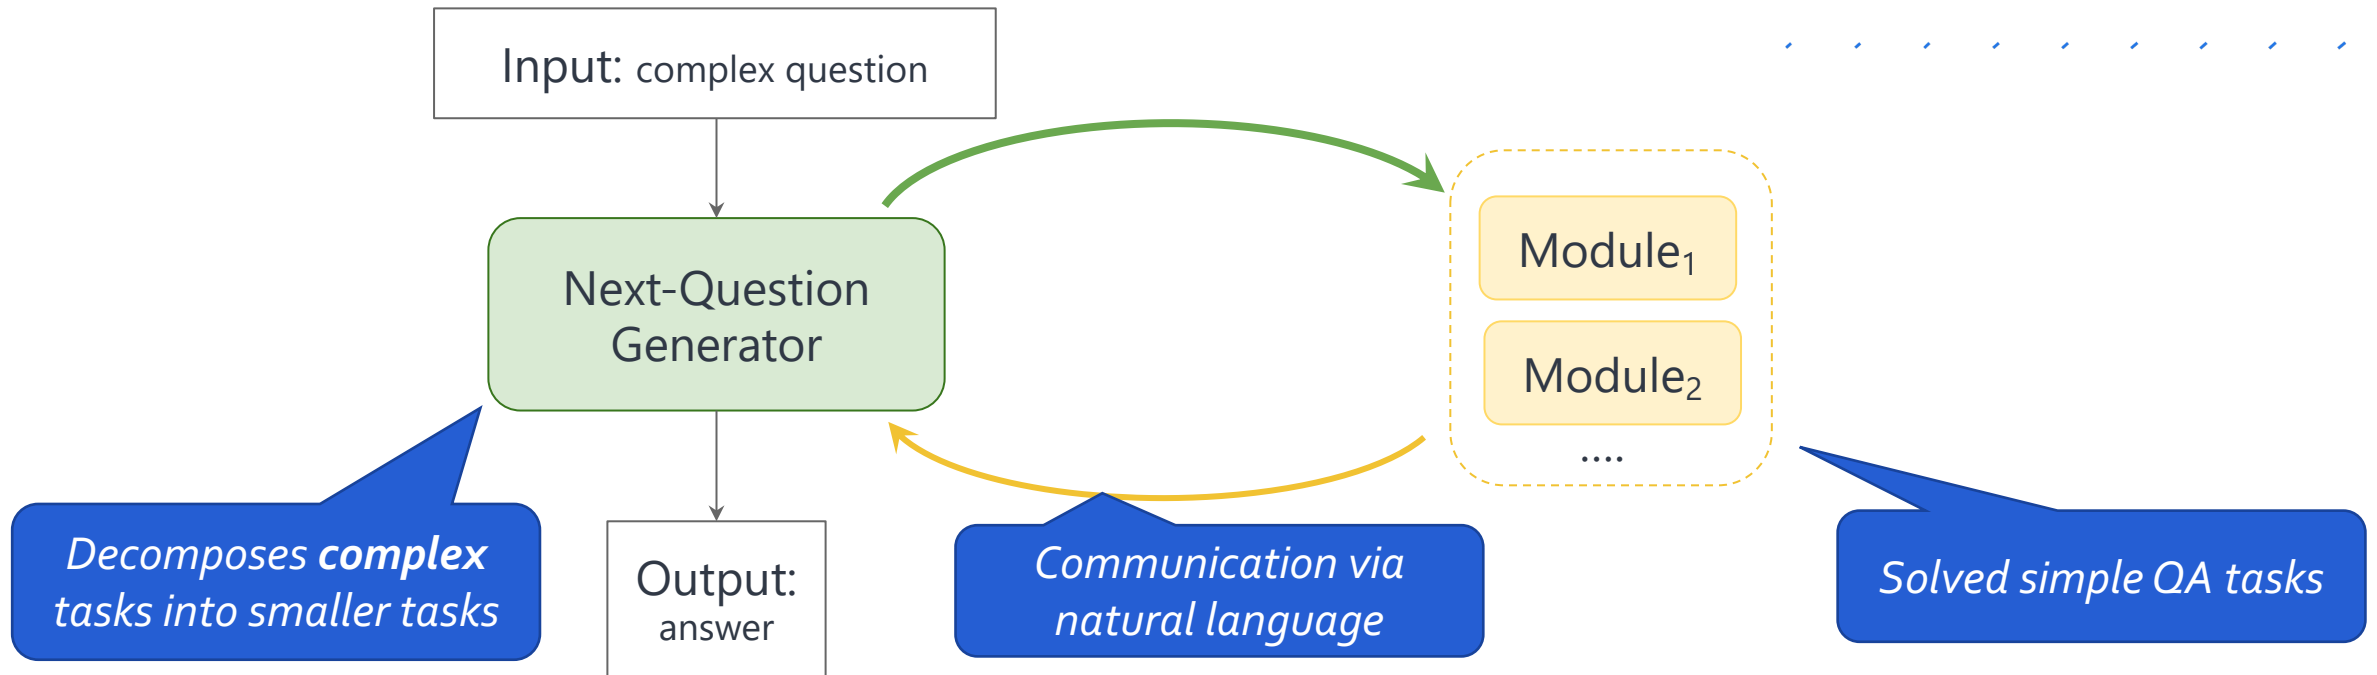 Input: complex question
Next-Question
Generator
Module₁
Module₂
....
Decomposes complex
tasks into smaller tasks
Output:
answer
Communication via
natural language
Solved simple QA tasks